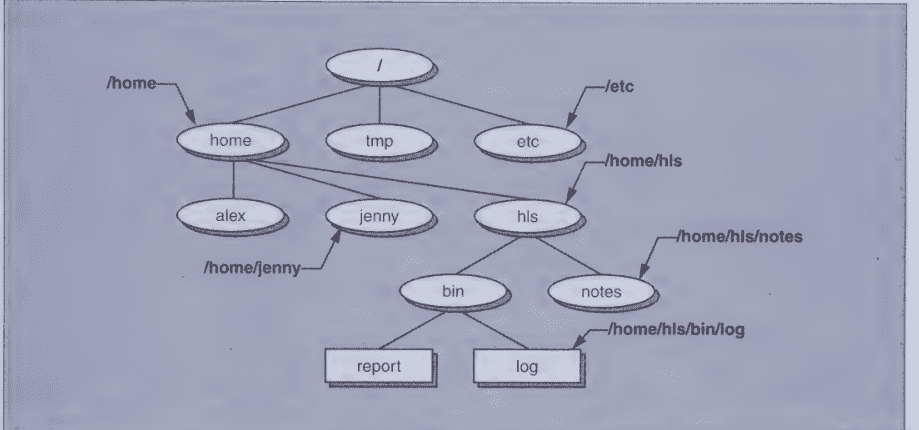 /
/home
/etc
home
tmp
etc
/home/hls
alex
jenny
hls
/home/jenny
/home/hls/notes
bin
notes
/home/hls/bin/log
report
log